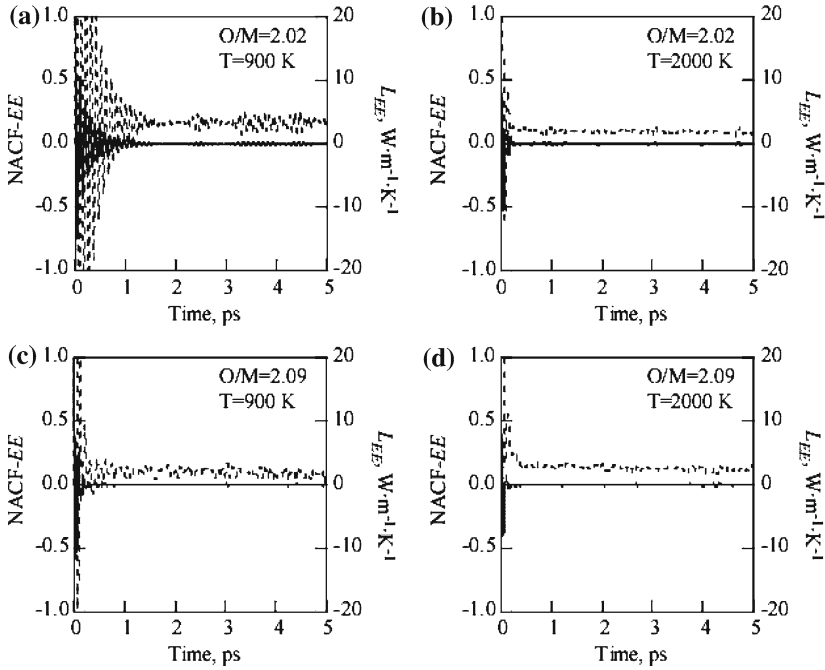 (a)
1.0
0.5
0.0
-0.5
-1.0
NACF-EE
O/M=2.02
T=900 K
20
10
0
-10
-20
L_EE, W·m⁻¹·K⁻¹
0 1 2 3 4 5
Time, ps
(b)
1.0
0.5
0.0
-0.5
-1.0
NACF-EE
O/M=2.02
T=2000 K
20
10
0
-10
-20
L_EE, W·m⁻¹·K⁻¹
0 1 2 3 4 5
Time, ps
(c)
1.0
0.5
0.0
-0.5
-1.0
NACF-EE
O/M=2.09
T=900 K
20
10
0
-10
-20
L_EE, W·m⁻¹·K⁻¹
0 1 2 3 4 5
Time, ps
(d)
1.0
0.5
0.0
-0.5
-1.0
NACF-EE
O/M=2.09
T=2000 K
20
10
0
-10
-20
L_EE, W·m⁻¹·K⁻¹
0 1 2 3 4 5
Time, ps